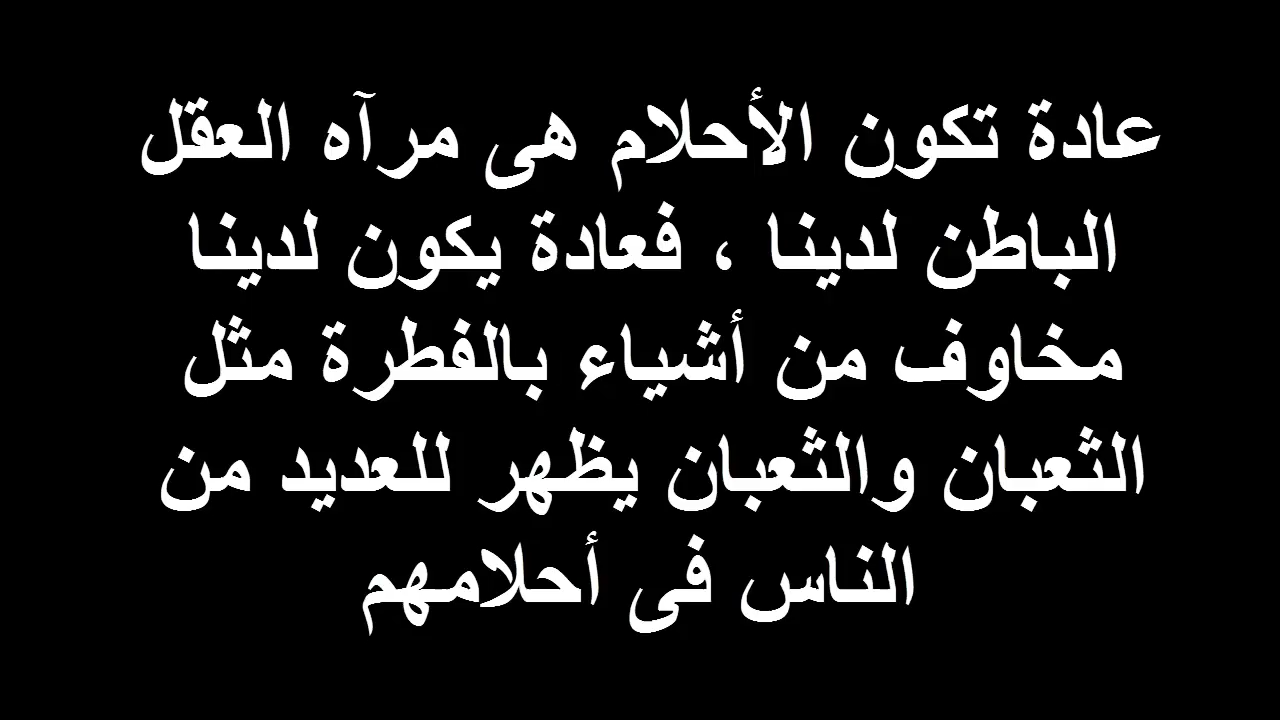 عادة تكون الأحلام هى مرآه العقل
الباطن لدينا ، فعادة يكون لدينا
مخاوف من أشياء بالفطرة مثل
الثعبان والثعبان يظهر للعديد من
الناس فى أحلامهم